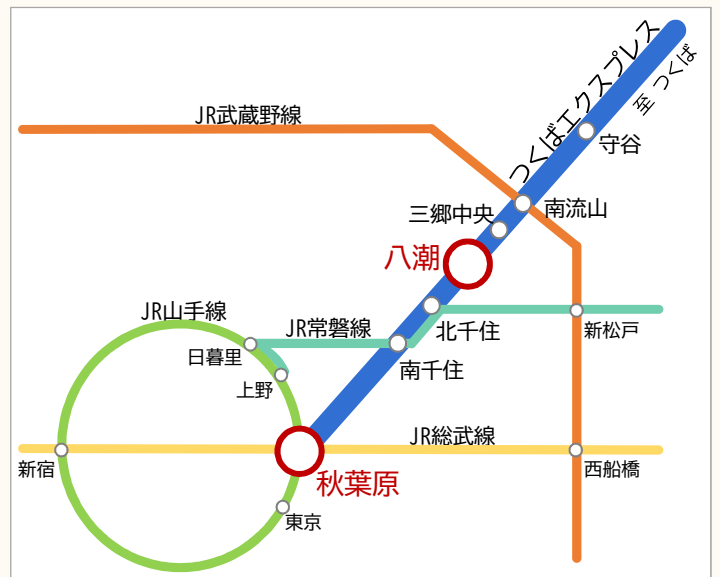 つくばエクスプレス
至 つくば
JR武蔵野線
守谷
三郷中央
南流山
八潮
JR山手線
JR常磐線
北千住
新松戸
日暮里
南千住
上野
JR総武線
新宿
秋葉原
西船橋
東京